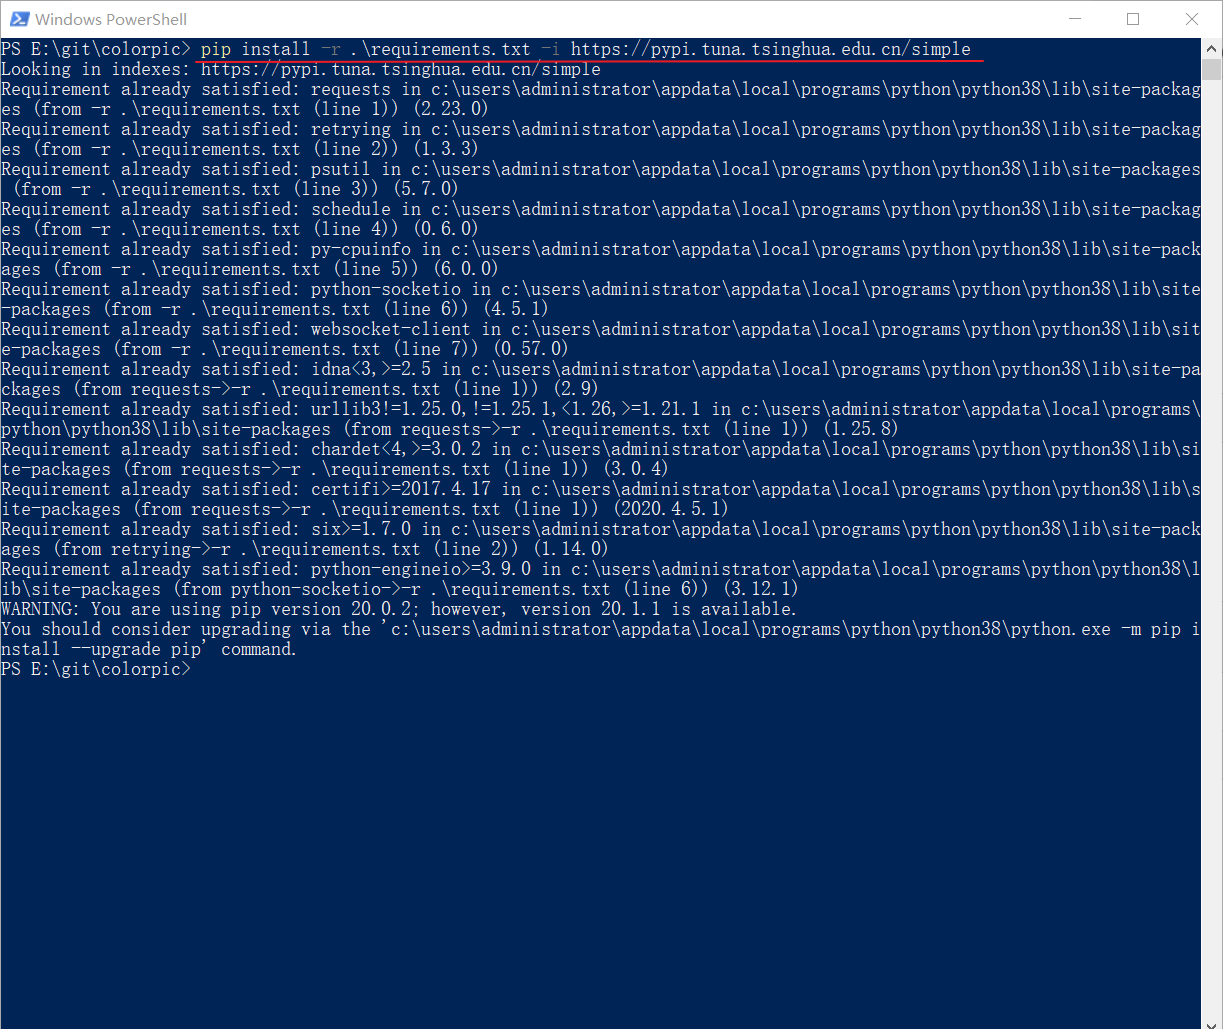 Windows PowerShell
PS E:\git\colorpic> pip install -r .\requirements.txt -i https://pypi.tuna.tsinghua.edu.cn/simple
Looking in indexes: https://pypi.tuna.tsinghua.edu.cn/simple
Requirement already satisfied: requests in c:\users\administrator\appdata\local\programs\python\python38\lib\site-packag
es (from -r .\requirements.txt (line 1)) (2.23.0)
Requirement already satisfied: retrying in c:\users\administrator\appdata\local\programs\python\python38\lib\site-packag
es (from -r .\requirements.txt (line 2)) (1.3.3)
Requirement already satisfied: psutil in c:\users\administrator\appdata\local\programs\python\python38\lib\site-packages
 (from -r .\requirements.txt (line 3)) (5.7.0)
Requirement already satisfied: schedule in c:\users\administrator\appdata\local\programs\python\python38\lib\site-packag
es (from -r .\requirements.txt (line 4)) (0.6.0)
Requirement already satisfied: py-cpuinfo in c:\users\administrator\appdata\local\programs\python\python38\lib\site-pack
ages (from -r .\requirements.txt (line 5)) (6.0.0)
Requirement already satisfied: python-socketio in c:\users\administrator\appdata\local\programs\python\python38\lib\site
-packages (from -r .\requirements.txt (line 6)) (4.5.1)
Requirement already satisfied: websocket-client in c:\users\administrator\appdata\local\programs\python\python38\lib\sit
e-packages (from -r .\requirements.txt (line 7)) (0.57.0)
Requirement already satisfied: idna<3,>=2.5 in c:\users\administrator\appdata\local\programs\python\python38\lib\site-pa
ckages (from requests->-r .\requirements.txt (line 1)) (2.9)
Requirement already satisfied: urllib3!=1.25.0,!=1.25.1,<1.26,>=1.21.1 in c:\users\administrator\appdata\local\programs\
python\python38\lib\site-packages (from requests->-r .\requirements.txt (line 1)) (1.25.8)
Requirement already satisfied: chardet<4,>=3.0.2 in c:\users\administrator\appdata\local\programs\python\python38\lib\si
te-packages (from requests->-r .\requirements.txt (line 1)) (3.0.4)
Requirement already satisfied: certifi>=2017.4.17 in c:\users\administrator\appdata\local\programs\python\python38\lib\s
ite-packages (from requests->-r .\requirements.txt (line 1)) (2020.4.5.1)
Requirement already satisfied: six>=1.7.0 in c:\users\administrator\appdata\local\programs\python\python38\lib\site-pack
ages (from retrying->-r .\requirements.txt (line 2)) (1.14.0)
Requirement already satisfied: python-engineio>=3.9.0 in c:\users\administrator\appdata\local\programs\python\python38\l
ib\site-packages (from python-socketio->-r .\requirements.txt (line 6)) (3.12.1)
WARNING: You are using pip version 20.0.2; however, version 20.1.1 is available.
You should consider upgrading via the 'c:\users\administrator\appdata\local\programs\python\python38\python.exe -m pip i
nstall --upgrade pip' command.
PS E:\git\colorpic>